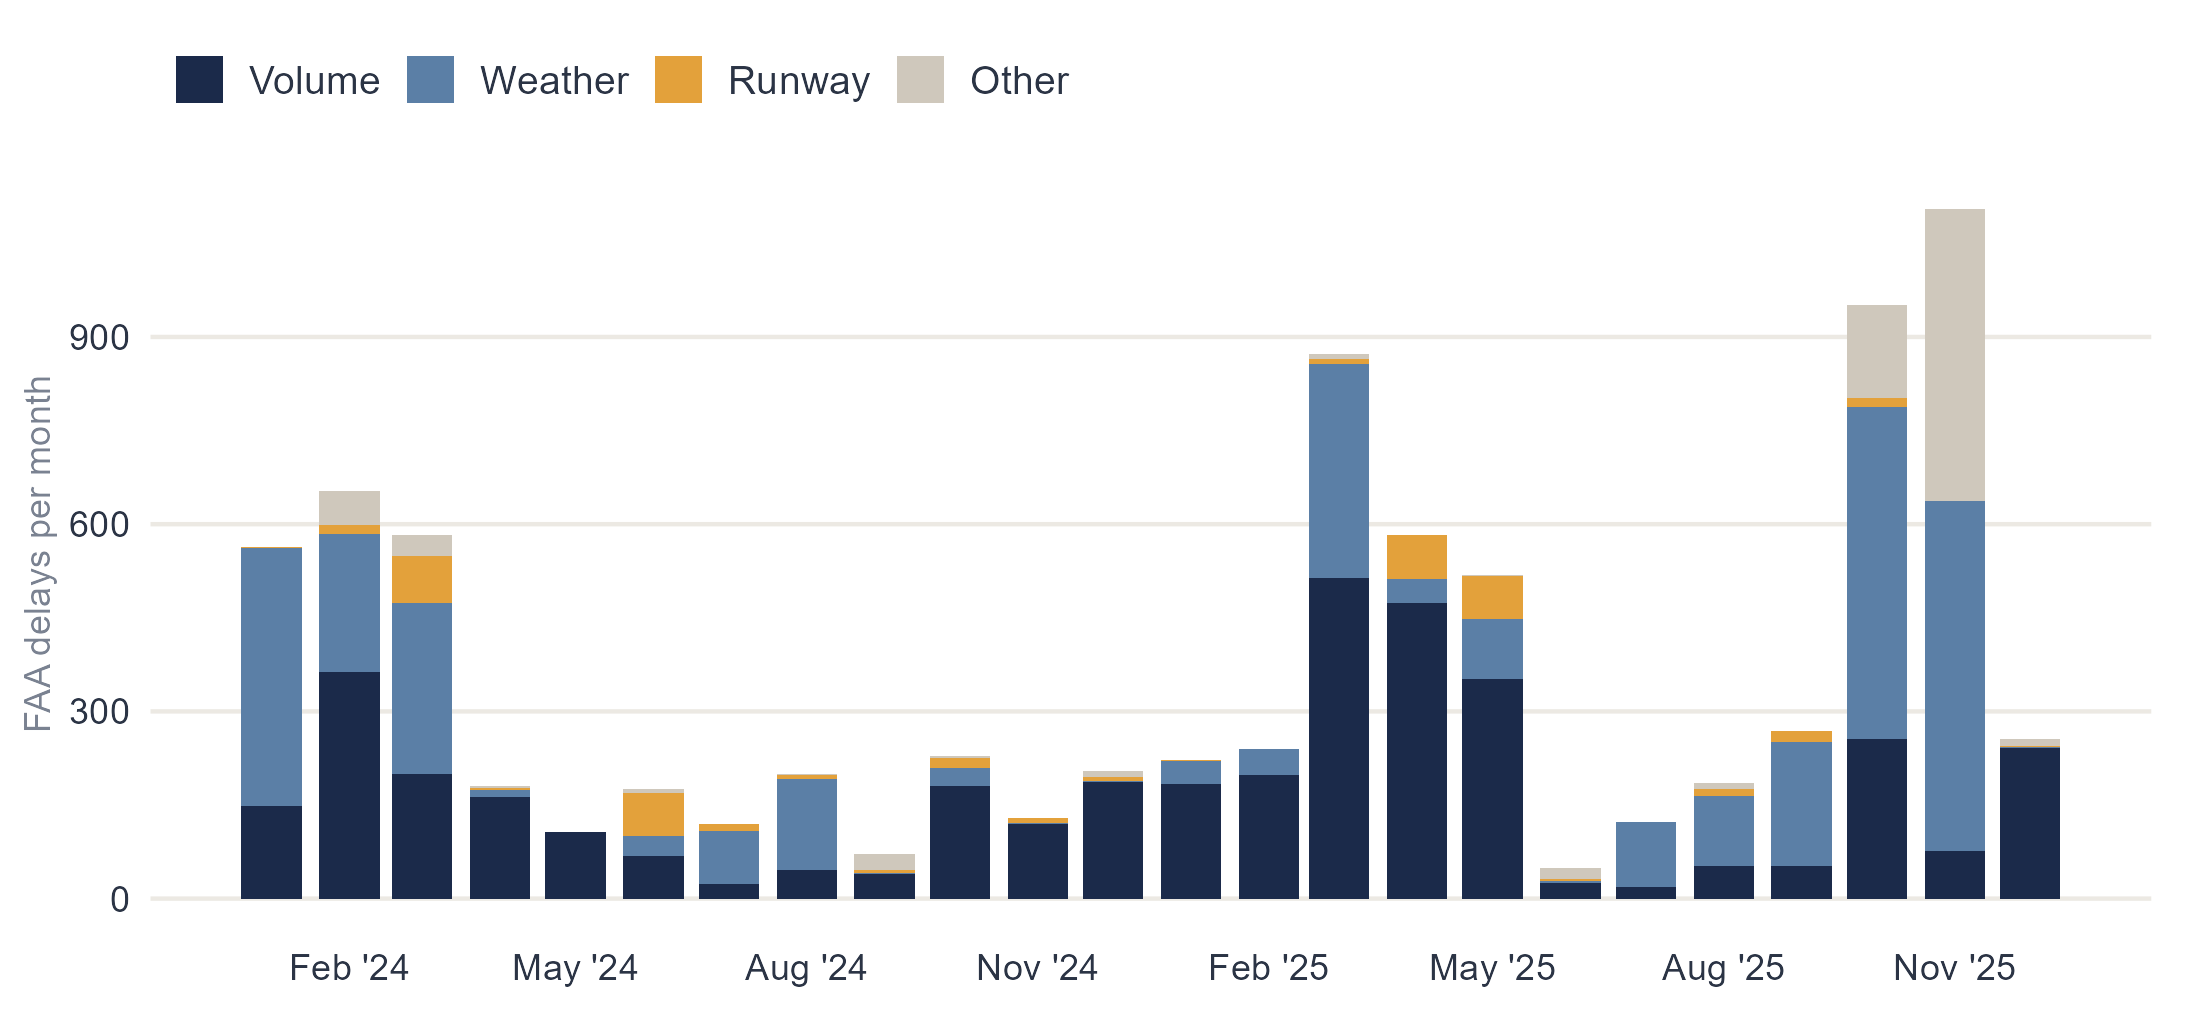 Volume Weather Runway Other
FAA delays per month
900
600
300
0
Feb '24 May '24 Aug '24 Nov '24 Feb '25 May '25 Aug '25 Nov '25